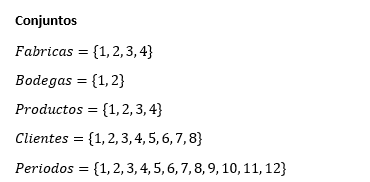 Conjuntos
Fabricas = {1, 2, 3, 4}
Bodegas = {1, 2}
Productos = {1, 2, 3, 4}
Clientes = {1, 2, 3, 4, 5, 6, 7, 8}
Periodos = {1, 2, 3, 4, 5, 6, 7, 8, 9, 10, 11, 12}